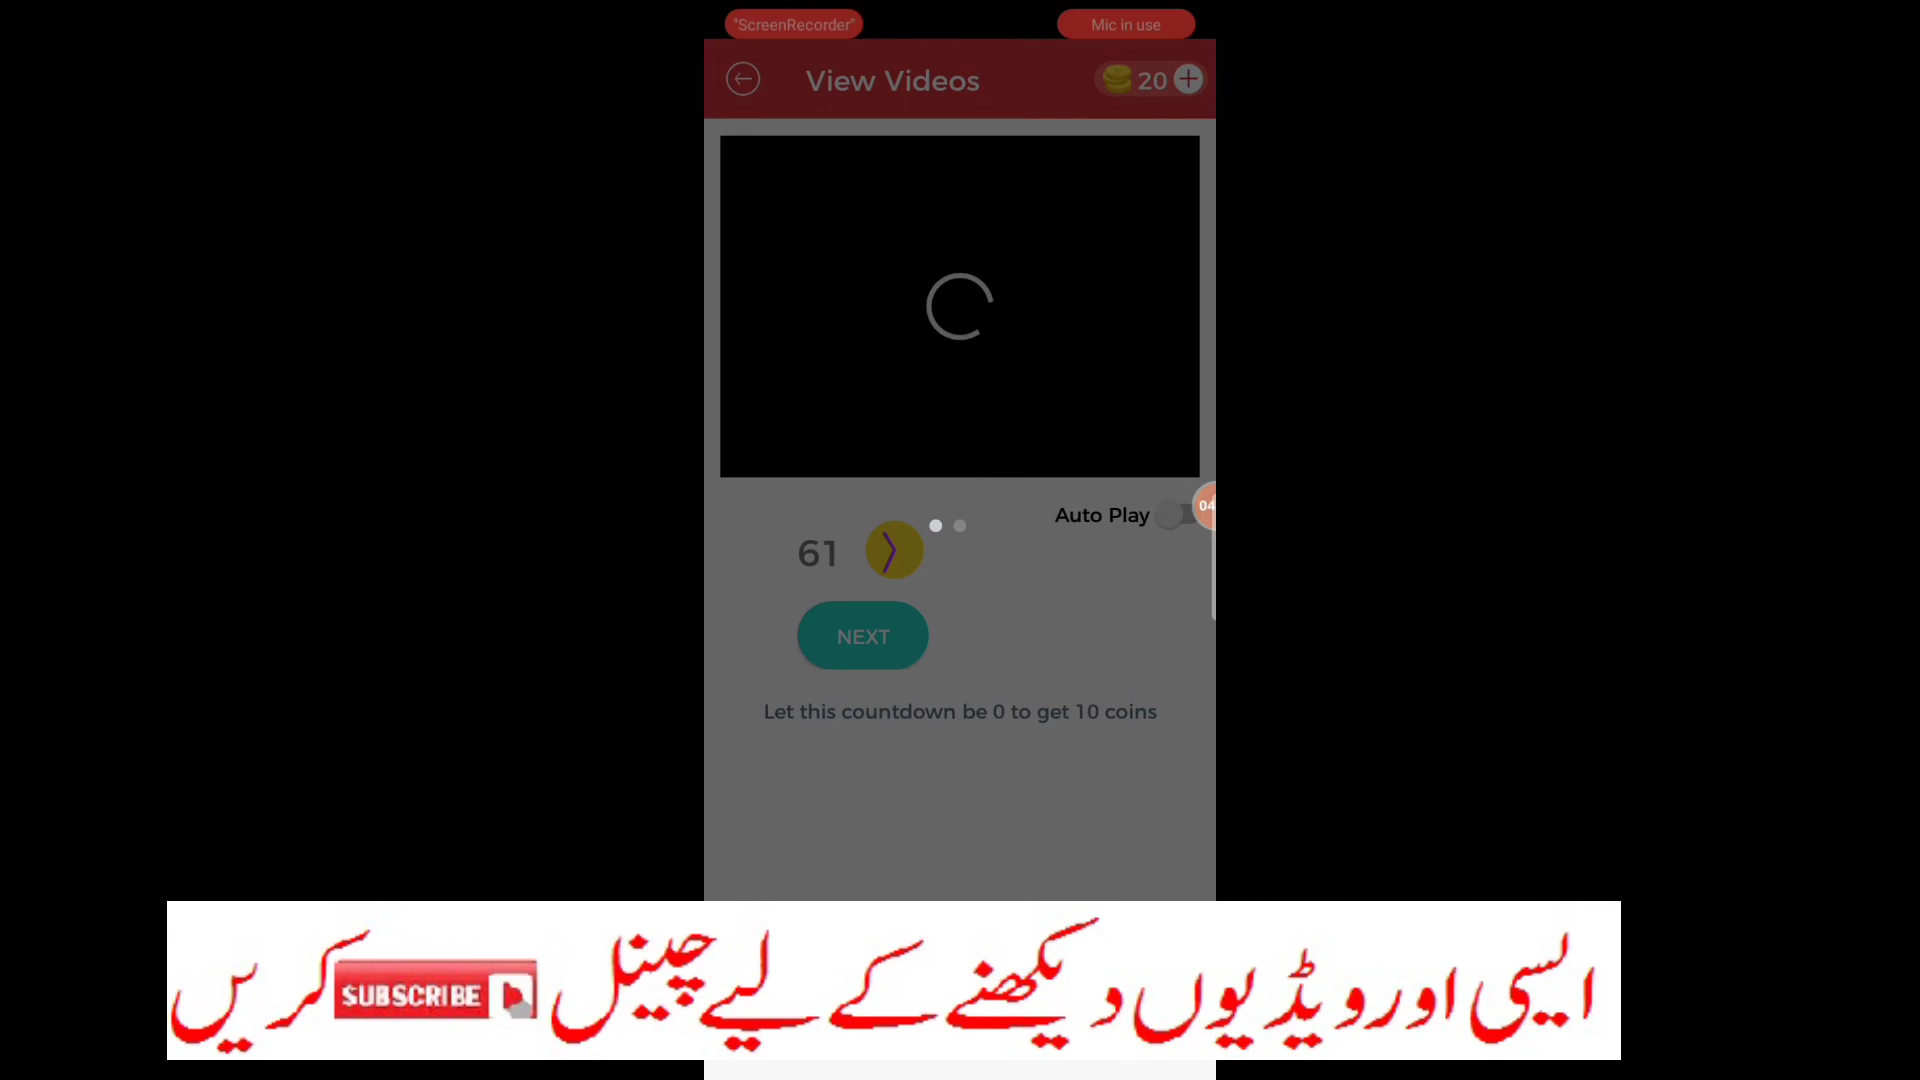 "ScreenRecorder"
Mic in use
View Videos
20
Auto Play
04
61
NEXT
Let this countdown be 0 to get 10 coins
ایسی اور ویڈیوں دیکھنے کے لیے چینل SUBSCRIBE کریں